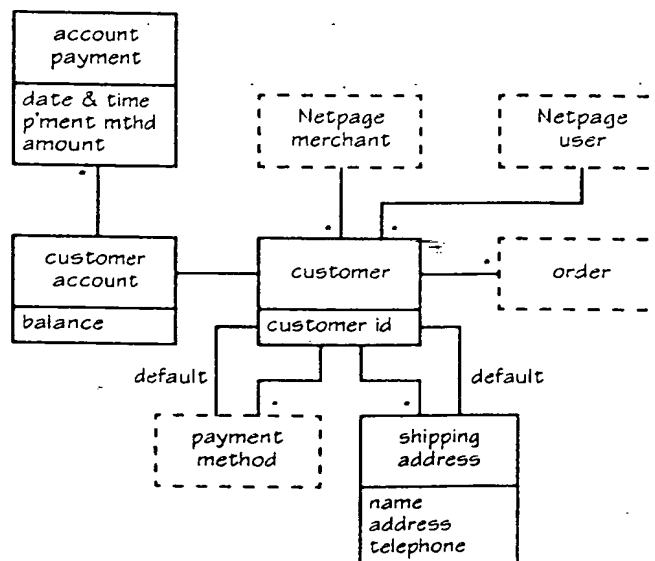 account
payment
date & time
p'ment mthd
amount
Netpage
merchant
Netpage
user
customer
account
balance
customer
customer id
order
default
default
payment
method
shipping
address
name
address
telephone